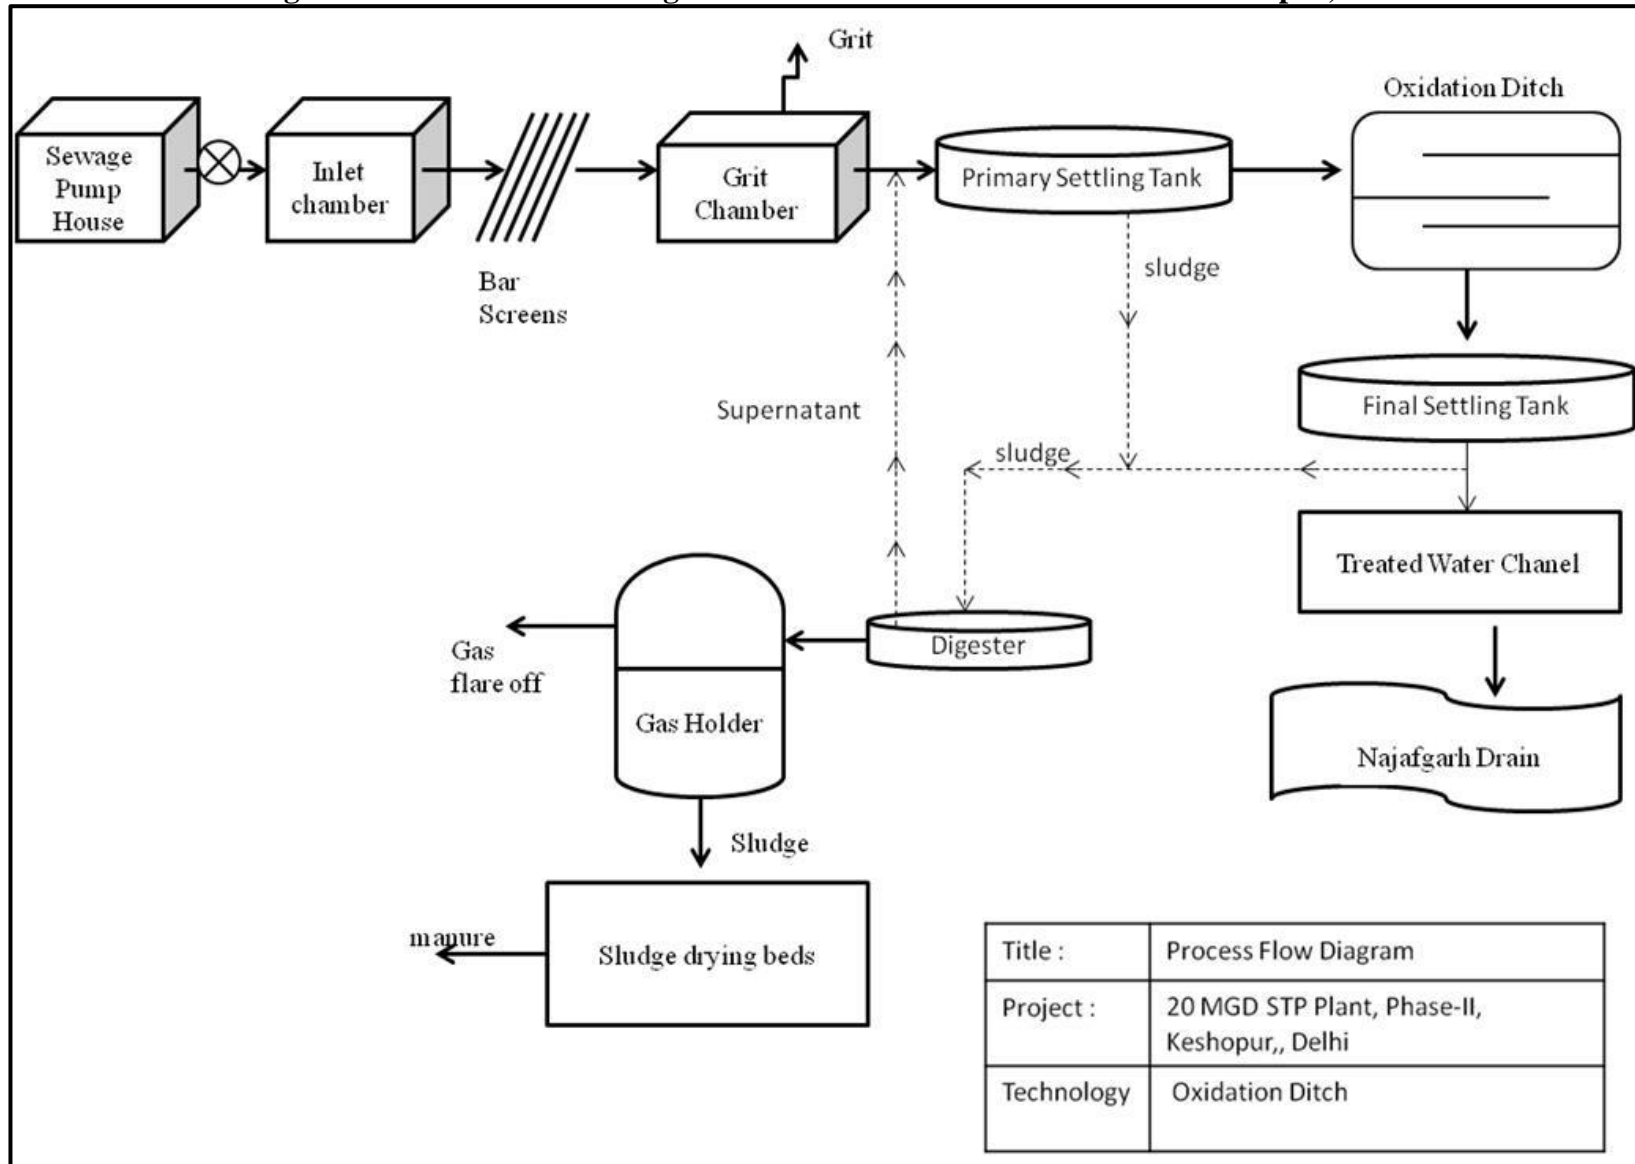 Grit
Oxidation Ditch
Sewage
Pump
House
Inlet
chamber
Bar
Screens
Grit
Chamber
Primary Settling Tank
sludge
Final Settling Tank
Supernatant
sludge
Treated Water Chanel
Digester
Gas
flare off
Gas Holder
Najafgarh Drain
Sludge
manure
Sludge drying beds
Title : Process Flow Diagram
Project : 20 MGD STP Plant, Phase-II,
Keshopur,, Delhi
Technology Oxidation Ditch